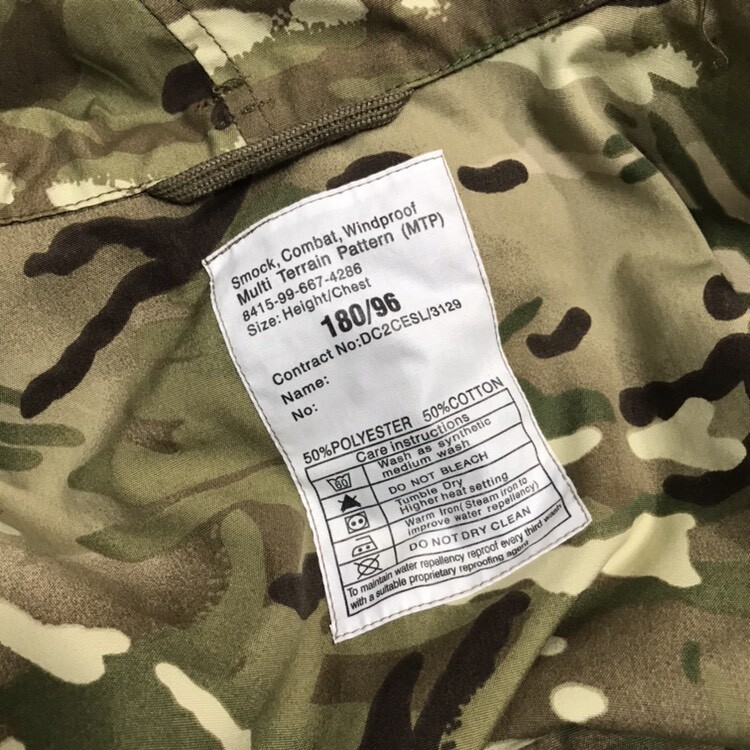 Smock, Combat, Windproof
Multi Terrain Pattern (MTP)
8415-99-667-4286
Size: Height/Chest
180/96
Contract No:DC2CESL/3129
Name:
No:
50%POLYESTER 50%COTTON
Care instructions
60
Wash as synthetic
medium wash
DO NOT BLEACH
Tumble Dry
Higher heat setting
Warm Iron(Steam iron to
improve water repellency)
DO NOT DRY CLEAN
To maintain water repellency reproof every third wash
with a suitable proprietary reproofing agent